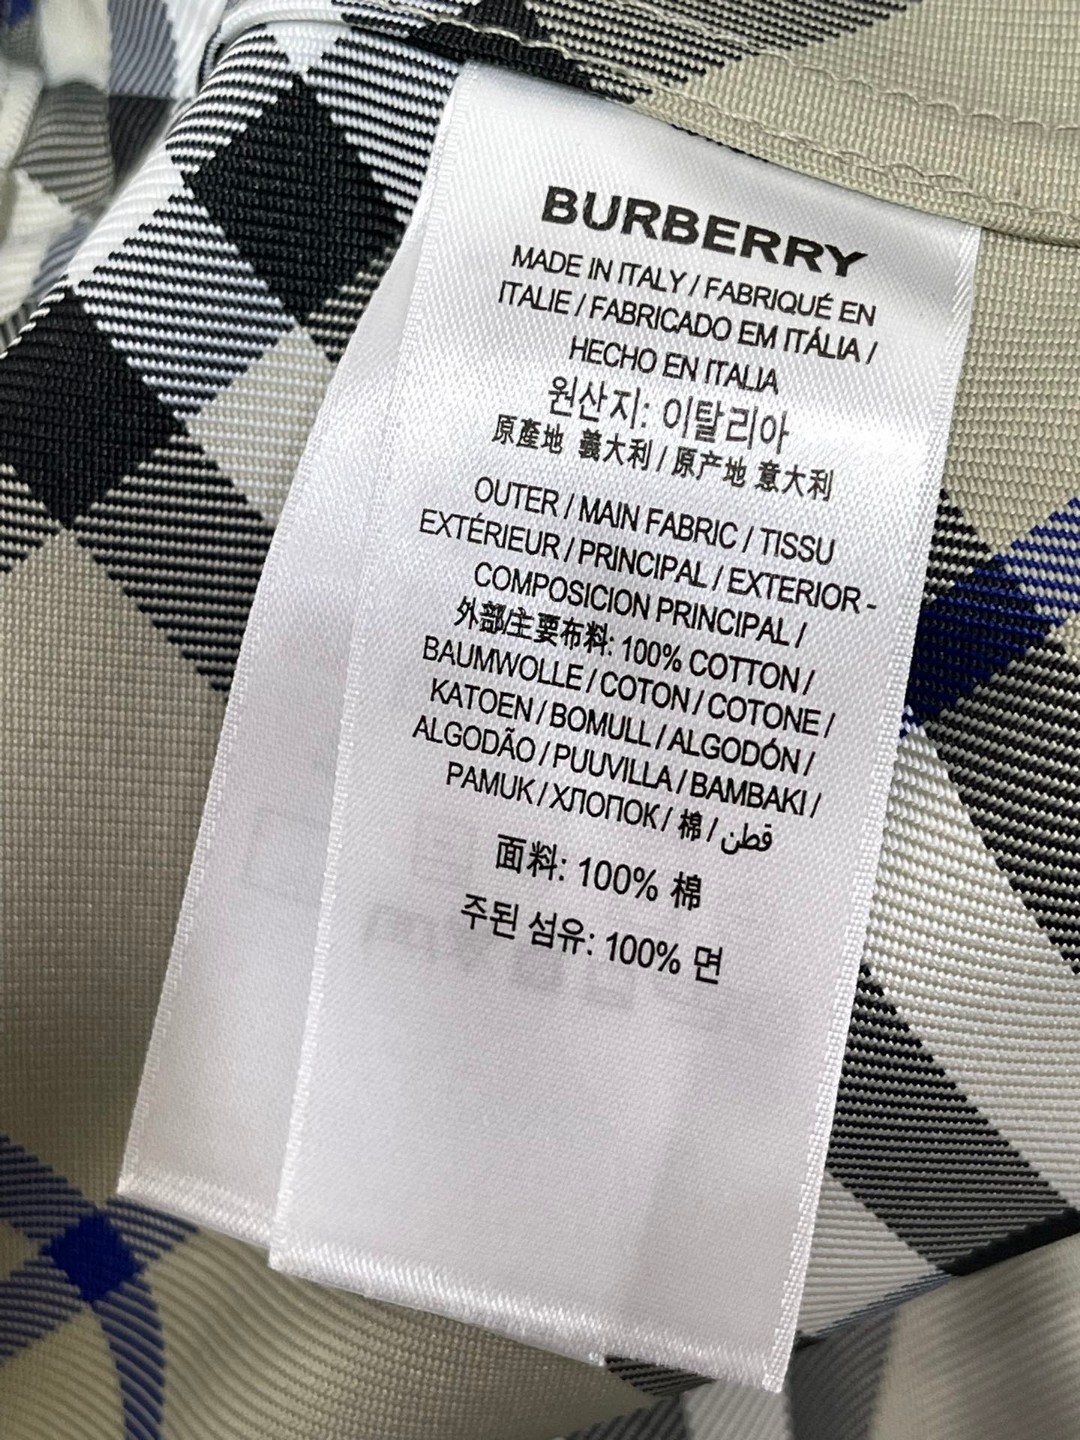 BURBERRY
MADE IN ITALY / FABRIQUÉ EN
ITALIE / FABRICADO EM ITÁLIA /
HECHO EN ITALIA
원산지: 이탈리아
原產地 義大利 / 原产地 意大利
OUTER / MAIN FABRIC / TISSU
EXTÉRIEUR / PRINCIPAL / EXTERIOR -
COMPOSICION PRINCIPAL /
外部/主要布料: 100% COTTON /
BAUMWOLLE / COTON / COTONE /
KATOEN / BOMULL / ALGODÓN /
ALGODÃO / PUUVILLA / BAMBAKI /
PAMUK / ХЛОПОК / 棉 / قطن
面料: 100% 棉
주된 섬유: 100% 면